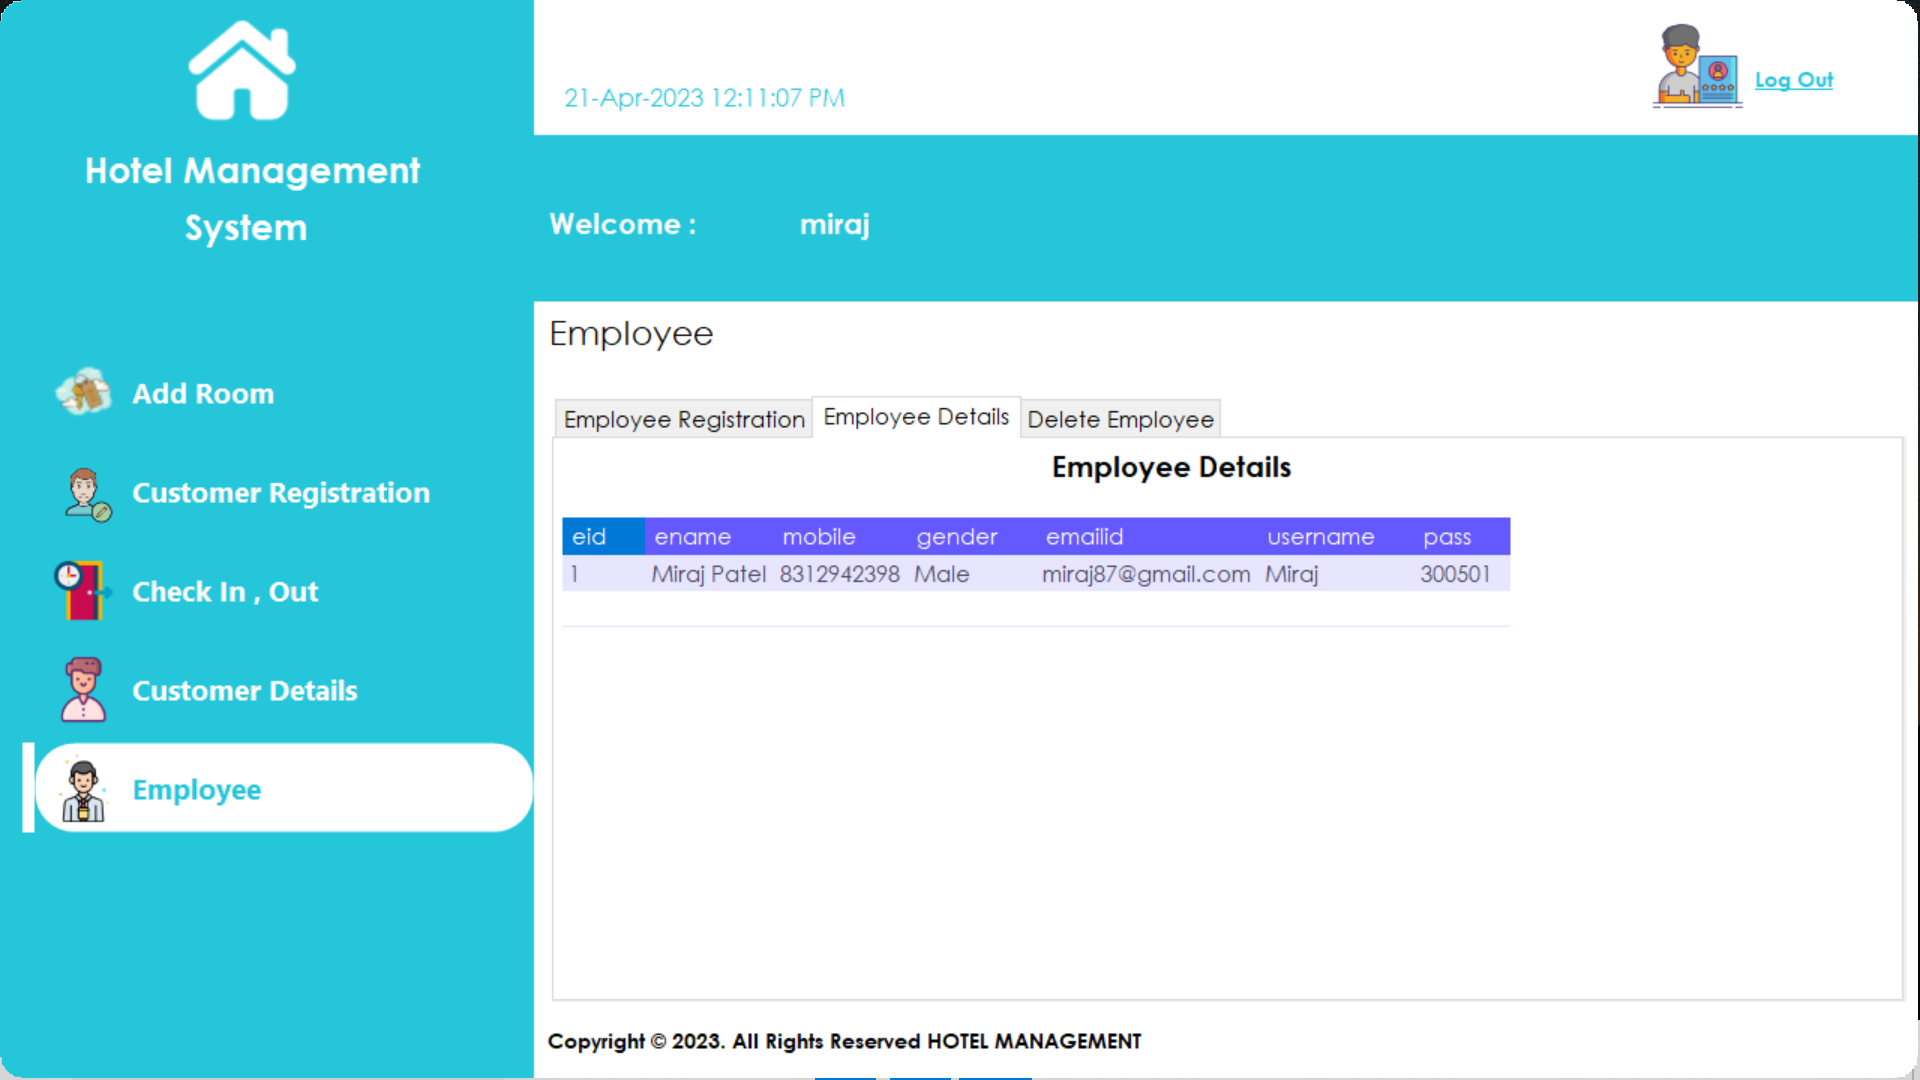 Hotel Management
System
21-Apr-2023 12:11:07 PM
Log Out
Welcome : miraj
Add Room
Customer Registration
Check In , Out
Customer Details
Employee
Employee
Employee Registration Employee Details Delete Employee
Employee Details
eid ename mobile gender emailid username pass
1 Miraj Patel 8312942398 Male miraj87@gmail.com Miraj 300501
Copyright © 2023. All Rights Reserved HOTEL MANAGEMENT